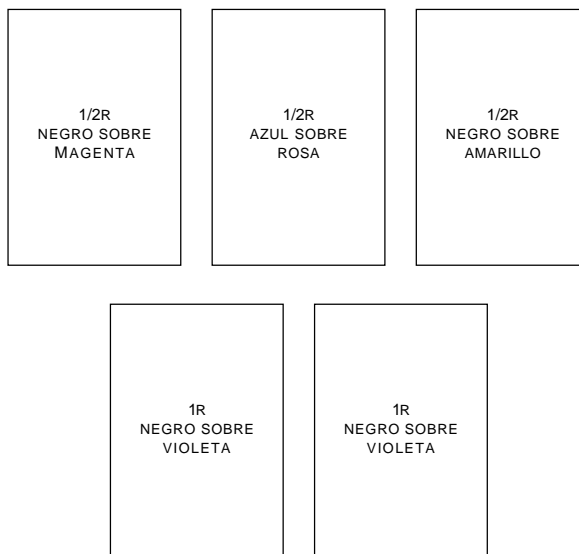 1/2R
NEGRO SOBRE
MAGENTA
1/2R
AZUL SOBRE
ROSA
1/2R
NEGRO SOBRE
AMARILLO
1R
NEGRO SOBRE
VIOLETA
1R
NEGRO SOBRE
VIOLETA